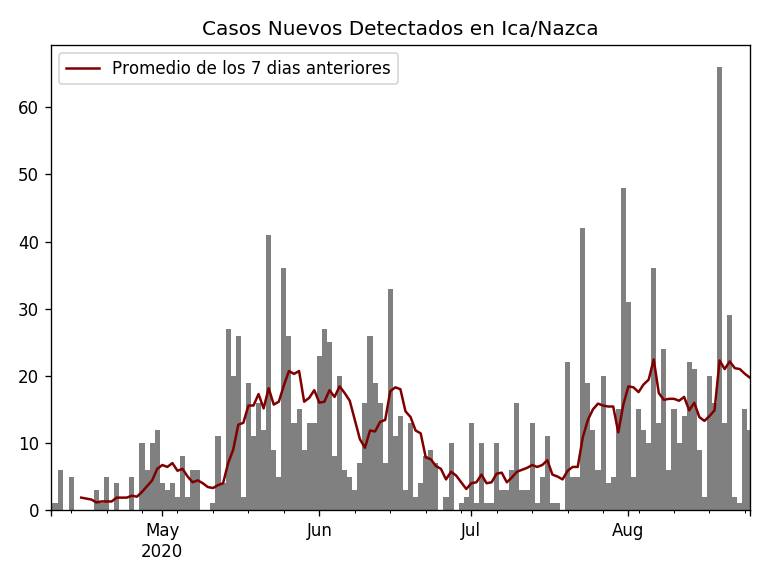 Casos Nuevos Detectados en Ica/Nazca
Promedio de los 7 dias anteriores
60
50
40
30
20
10
0
May
2020
Jun
Jul
Aug